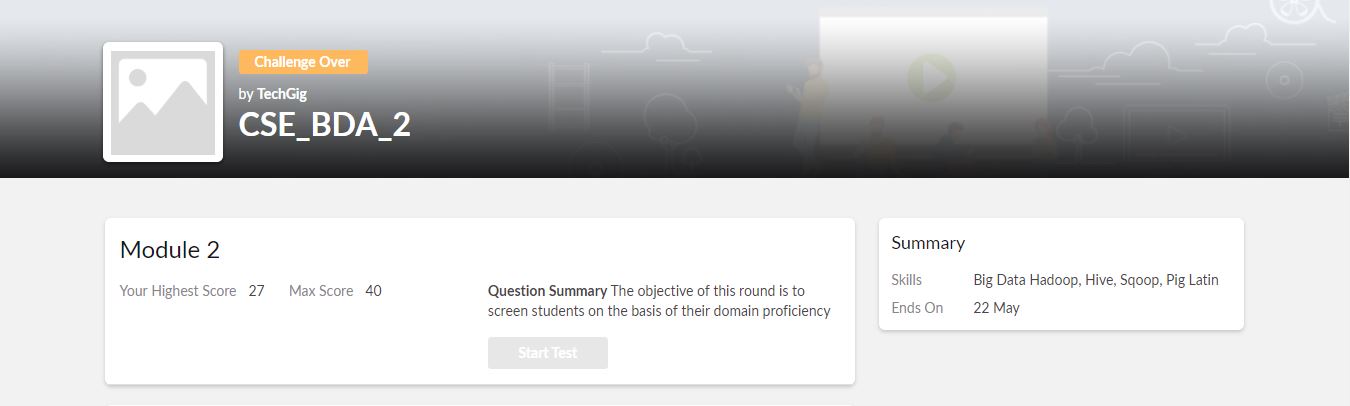 Challenge Over
by TechGig
CSE_BDA_2
Module 2
Your Highest Score 27 Max Score 40
Question Summary The objective of this round is to
screen students on the basis of their domain proficiency
Start Test
Summary
Skills Big Data Hadoop, Hive, Sqoop, Pig Latin
Ends On 22 May